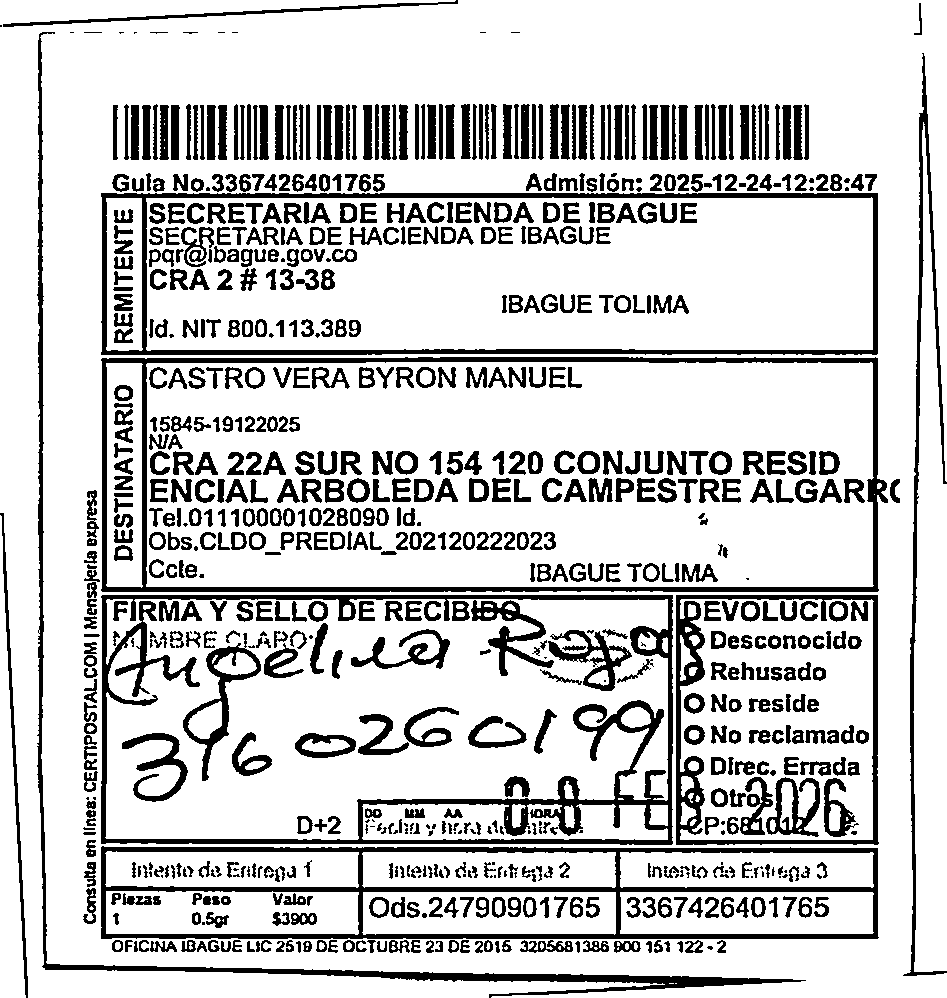 Guia No.3367426401765 Admisión: 2025-12-24-12:28:47
REMITENTE
SECRETARIA DE HACIENDA DE IBAGUE
SECRETARIA DE HACIENDA DE IBAGUE
pqr@ibague.gov.co
CRA 2 # 13-38
IBAGUE TOLIMA
Id. NIT 800.113.389
DESTINATARIO
CASTRO VERA BYRON MANUEL
15845-19122025
N/A
CRA 22A SUR NO 154 120 CONJUNTO RESID
ENCIAL ARBOLEDA DEL CAMPESTRE ALGARRO
Tel.011100001028090 Id.
Obs.CLDO_PREDIAL_202120222023
Ccte. IBAGUE TOLIMA
Consulta en línea: CERTIPOSTAL.COM | Mensajería expresa
FIRMA Y SELLO DE RECIBIDO
NOMBRE CLARO:
Angelica Rojas
316 0260199
D+2
DD MM AA HORA
Fecha y hora de
FEB 2026
DEVOLUCION
Desconocido
Rehusado
No reside
No reclamado
Direc. Errada
Otros
Intento de Entrega 1 Intento de Entrega 2 Intento de Entrega 3
Piezas Peso Valor
1 0.5gr $3900
Ods.24790901765 3367426401765
OFICINA IBAGUE LIC 2519 DE OCTUBRE 23 DE 2015 3205681386 900 151 122 - 2